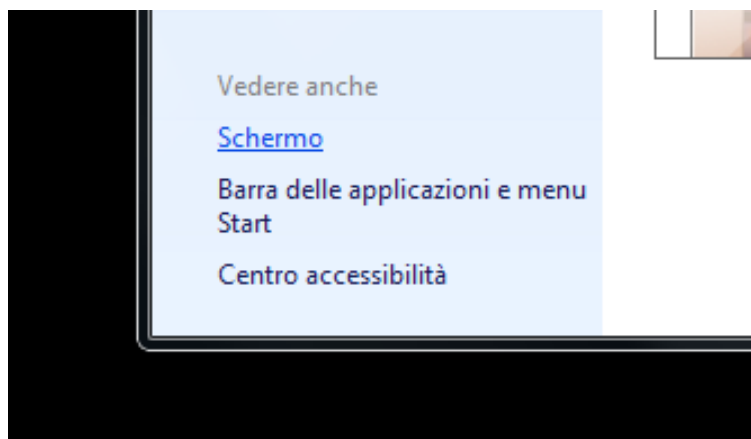 Vedere anche
Schermo
Barra delle applicazioni e menu
Start
Centro accessibilità